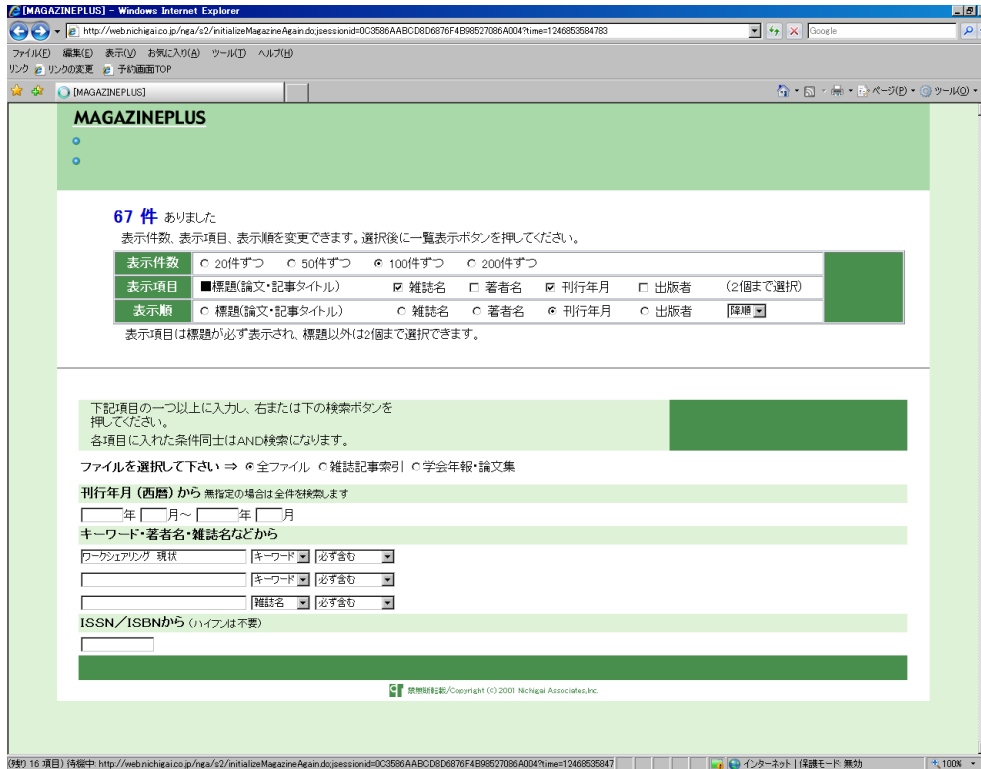 [MAGAZINEPLUS] - Windows Internet Explorer
http://web.nichigai.co.jp/nga/s2/initializeMagazineAgain.do;jsessionid=0C3586AABCD8D6876F4B98527086A004?time=1246853584783
Google
ファイル(F) 編集(E) 表示(V) お気に入り(A) ツール(T) ヘルプ(H)
リンク リンクの変更 予約画面TOP
[MAGAZINEPLUS] ページ(P) ツール(O)
MAGAZINEPLUS
67 件 ありました
表示件数、表示項目、表示順を変更できます。選択後に一覧表示ボタンを押してください。
表示件数 20件ずつ 50件ずつ 100件ずつ 200件ずつ
表示項目 ■標題(論文・記事タイトル) 雑誌名 著者名 刊行年月 出版者 (2個まで選択)
表示順 標題(論文・記事タイトル) 雑誌名 著者名 刊行年月 出版者 降順
表示項目は標題が必ず表示され、標題以外は2個まで選択できます。
下記項目の一つ以上に入力し、右または下の検索ボタンを
押してください。
各項目に入れた条件同士はAND検索になります。
ファイルを選択して下さい ⇒ 全ファイル 雑誌記事索引 学会年報・論文集
刊行年月 (西暦) から 無指定の場合は全件を検索します
年 月～ 年 月
キーワード・著者名・雑誌名などから
ワークシェアリング 現状 キーワード 必ず含む
キーワード 必ず含む
雑誌名 必ず含む
ISSN／ISBNから (ハイフンは不要)
禁無断転載/Copyright (C) 2001 Nichigai Associates, Inc.
(残り 16 項目) 待機中: http://web.nichigai.co.jp/nga/s2/initializeMagazineAgain.do;jsessionid=0C3586AABCD8D6876F4B98527086A004?time=12468535847 インターネット | 保護モード: 無効 100%